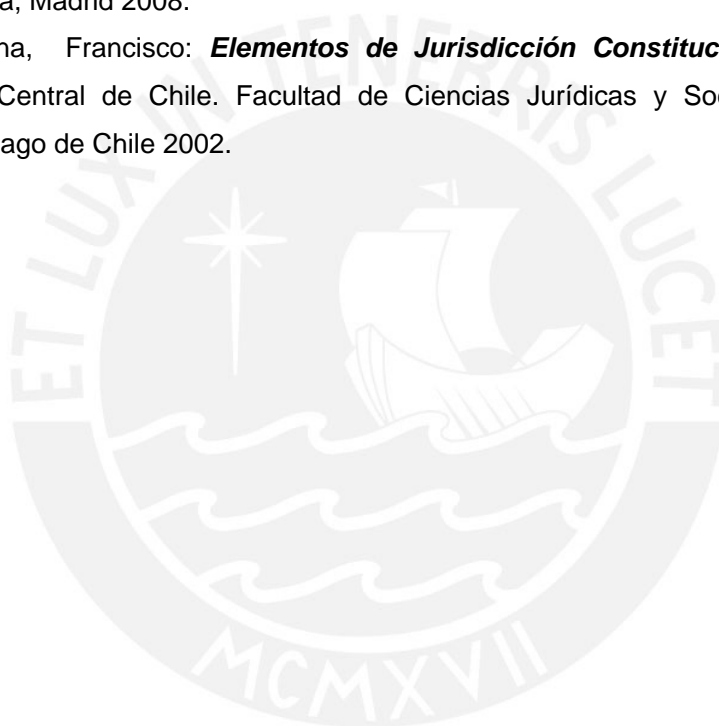 a, Madrid 2008.
na, Francisco: Elementos de Jurisdicción Constituc
Central de Chile. Facultad de Ciencias Jurídicas y Soc
ago de Chile 2002.
ET LUX IN TENEBRIS LUCET
MCMXVII